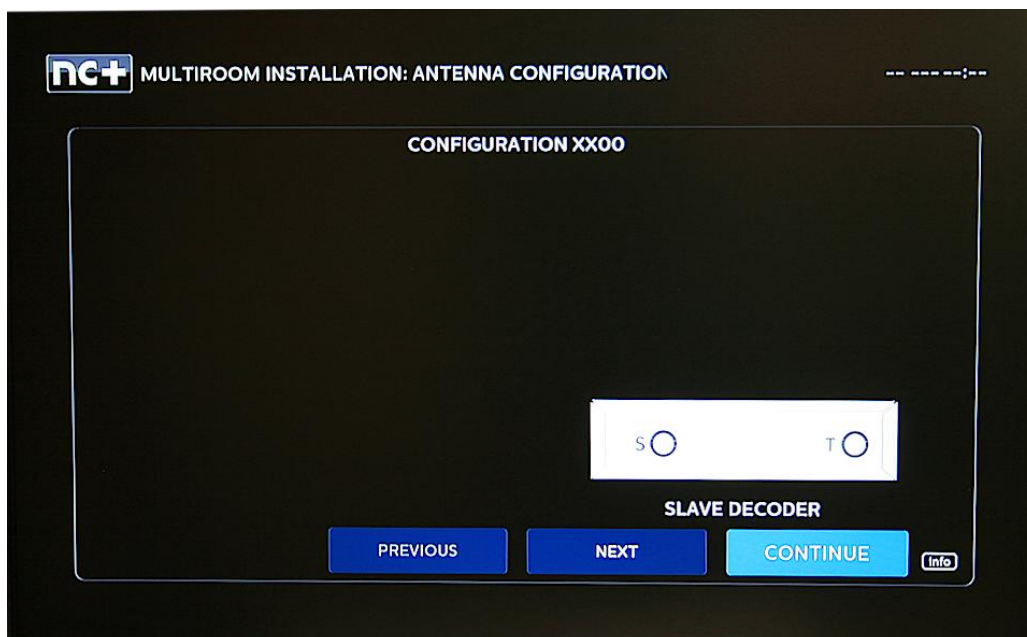 nc+ MULTIROOM INSTALLATION: ANTENNA CONFIGURATION
-- --- --:--
CONFIGURATION XX00
S T
SLAVE DECODER
PREVIOUS NEXT CONTINUE Info